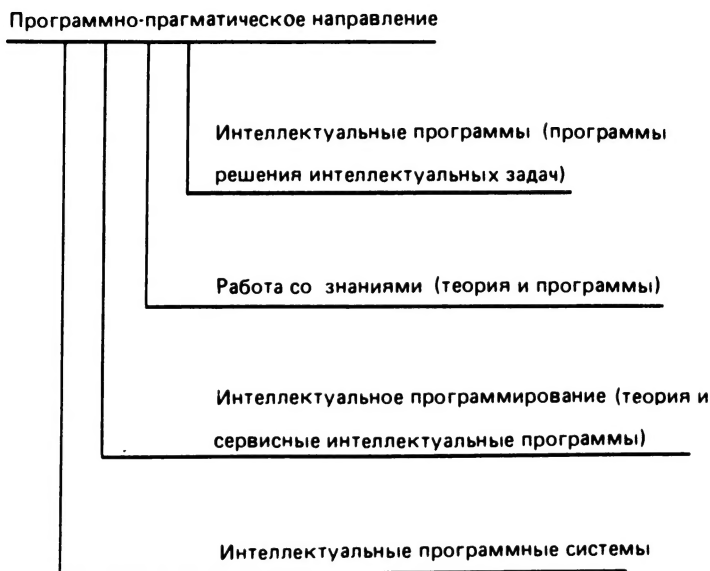 Программно-прагматическое направление
Интеллектуальные программы (программы
решения интеллектуальных задач)
Работа со знаниями (теория и программы)
Интеллектуальное программирование (теория и
сервисные интеллектуальные программы)
Интеллектуальные программные системы